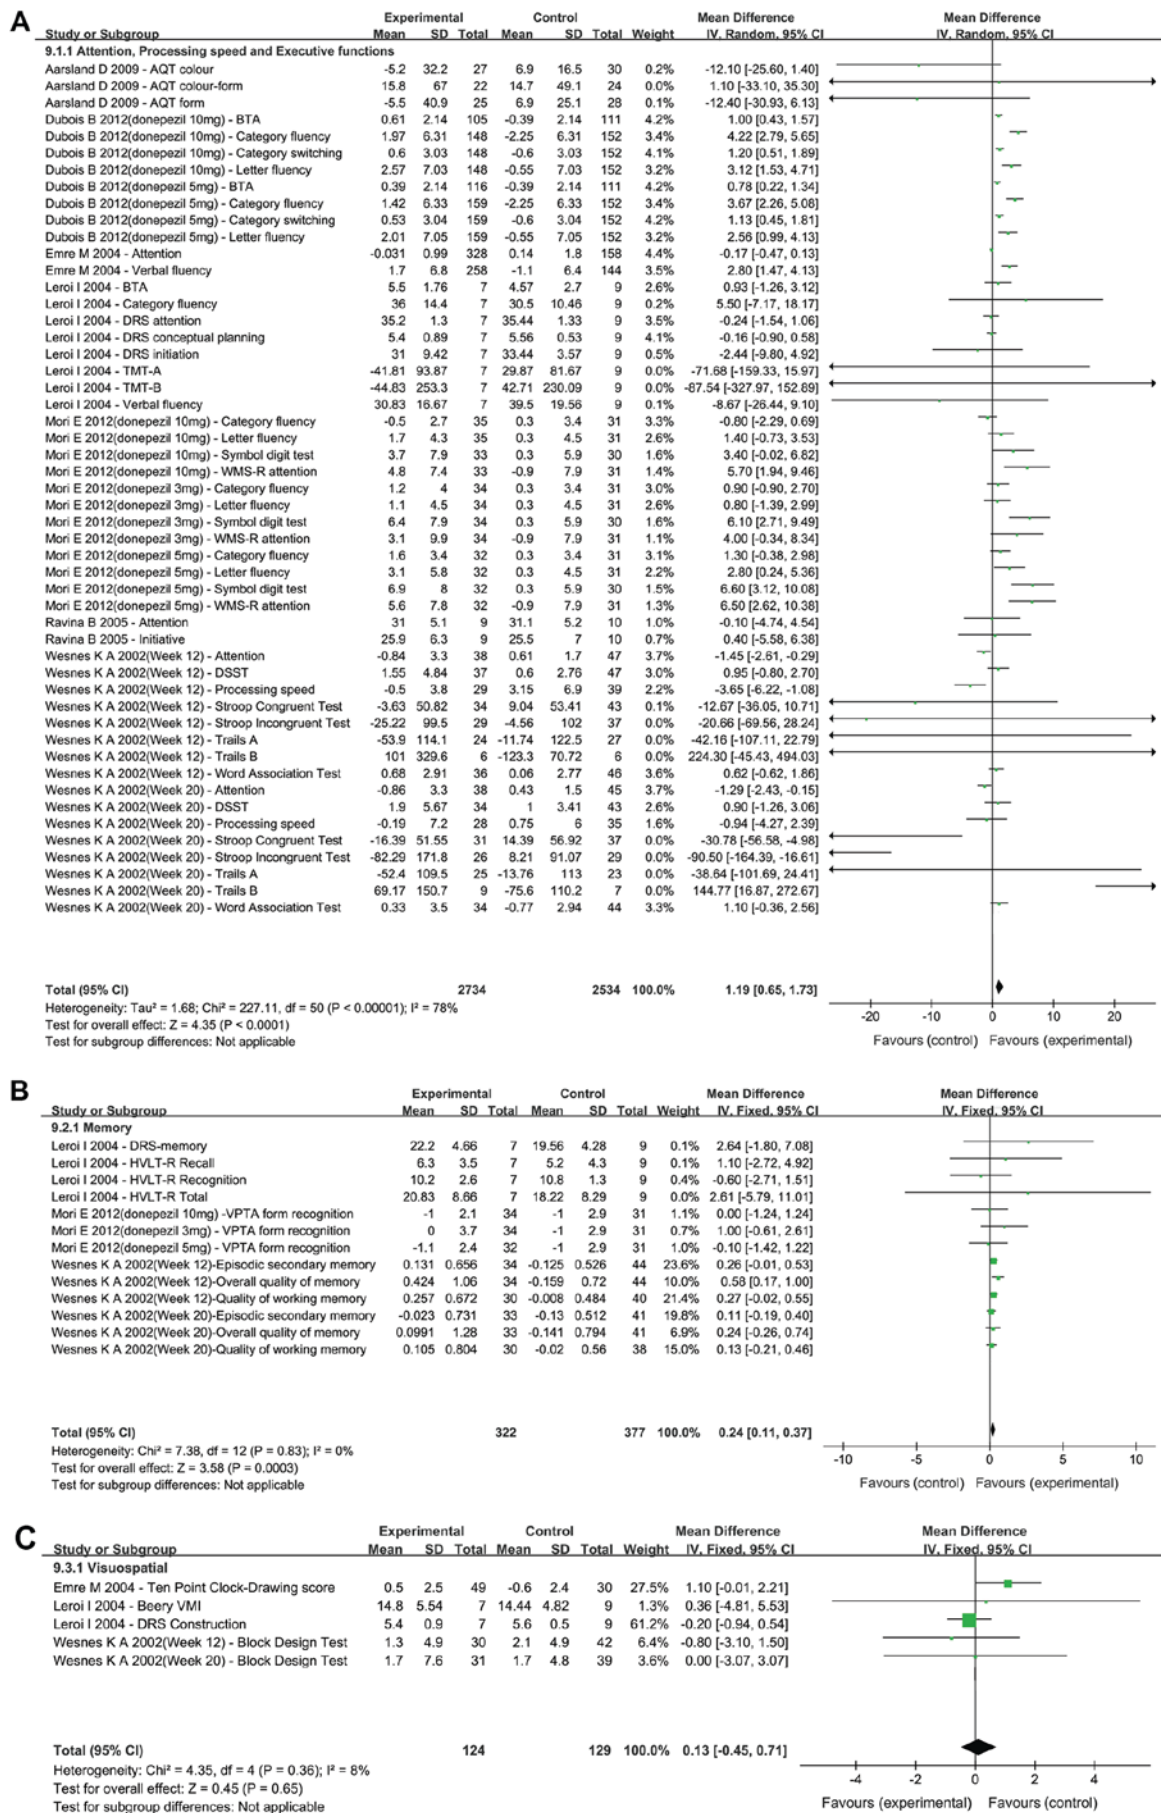 A
Experimental Control Mean Difference Mean Difference
Study or Subgroup Mean SD Total Mean SD Total Weight IV, Random, 95% CI IV, Random, 95% CI
9.1.1 Attention, Processing speed and Executive functions
Aarsland D 2009 - AQT colour -5.2 32.2 27 6.9 16.5 30 0.2% -12.10 [-25.60, 1.40]
Aarsland D 2009 - AQT colour-form 15.8 67 22 14.7 49.1 24 0.0% 1.10 [-33.10, 35.30]
Aarsland D 2009 - AQT form -5.5 40.9 25 6.9 25.1 28 0.1% -12.40 [-30.93, 6.13]
Dubois B 2012(donepezil 10mg) - BTA 0.61 2.14 105 -0.39 2.14 111 4.2% 1.00 [0.43, 1.57]
Dubois B 2012(donepezil 10mg) - Category fluency 1.97 6.31 148 -2.25 6.31 152 3.4% 4.22 [2.79, 5.65]
Dubois B 2012(donepezil 10mg) - Category switching 0.6 3.03 148 -0.6 3.03 152 4.1% 1.20 [0.51, 1.89]
Dubois B 2012(donepezil 10mg) - Letter fluency 2.57 7.03 148 -0.55 7.03 152 3.2% 3.12 [1.53, 4.71]
Dubois B 2012(donepezil 5mg) - BTA 0.39 2.14 116 -0.39 2.14 111 4.2% 0.78 [0.22, 1.34]
Dubois B 2012(donepezil 5mg) - Category fluency 1.42 6.33 159 -2.25 6.33 152 3.4% 3.67 [2.26, 5.08]
Dubois B 2012(donepezil 5mg) - Category switching 0.53 3.04 159 -0.6 3.04 152 4.2% 1.13 [0.45, 1.81]
Dubois B 2012(donepezil 5mg) - Letter fluency 2.01 7.05 159 -0.55 7.05 152 3.2% 2.56 [0.99, 4.13]
Emre M 2004 - Attention -0.031 0.99 328 0.14 1.8 158 4.4% -0.17 [-0.47, 0.13]
Emre M 2004 - Verbal fluency 1.7 6.8 258 -1.1 6.4 144 3.5% 2.80 [1.47, 4.13]
Leroi I 2004 - BTA 5.5 1.76 7 4.57 2.7 9 2.6% 0.93 [-1.26, 3.12]
Leroi I 2004 - Category fluency 36 14.4 7 30.5 10.46 9 0.2% 5.50 [-7.17, 18.17]
Leroi I 2004 - DRS attention 35.2 1.3 7 35.44 1.33 9 3.5% -0.24 [-1.54, 1.06]
Leroi I 2004 - DRS conceptual planning 5.4 0.89 7 5.56 0.53 9 4.1% -0.16 [-0.90, 0.58]
Leroi I 2004 - DRS initiation 31 9.42 7 33.44 3.57 9 0.5% -2.44 [-9.80, 4.92]
Leroi I 2004 - TMT-A -41.81 93.87 7 29.87 81.67 9 0.0% -71.68 [-159.33, 15.97]
Leroi I 2004 - TMT-B -44.83 253.3 7 42.71 230.09 9 0.0% -87.54 [-327.97, 152.89]
Leroi I 2004 - Verbal fluency 30.83 16.67 7 39.5 19.56 9 0.1% -8.67 [-26.44, 9.10]
Mori E 2012(donepezil 10mg) - Category fluency -0.5 2.7 35 0.3 3.4 31 3.3% -0.80 [-2.29, 0.69]
Mori E 2012(donepezil 10mg) - Letter fluency 1.7 4.3 35 0.3 4.5 31 2.6% 1.40 [-0.73, 3.53]
Mori E 2012(donepezil 10mg) - Symbol digit test 3.7 7.9 33 0.3 5.9 30 1.6% 3.40 [-0.02, 6.82]
Mori E 2012(donepezil 10mg) - WMS-R attention 4.8 7.4 33 -0.9 7.9 31 1.4% 5.70 [1.94, 9.46]
Mori E 2012(donepezil 3mg) - Category fluency 1.2 4 34 0.3 3.4 31 3.0% 0.90 [-0.90, 2.70]
Mori E 2012(donepezil 3mg) - Letter fluency 1.1 4.5 34 0.3 4.5 31 2.6% 0.80 [-1.39, 2.99]
Mori E 2012(donepezil 3mg) - Symbol digit test 6.4 7.9 34 0.3 5.9 30 1.6% 6.10 [2.71, 9.49]
Mori E 2012(donepezil 3mg) - WMS-R attention 3.1 9.9 34 -0.9 7.9 31 1.1% 4.00 [-0.34, 8.34]
Mori E 2012(donepezil 5mg) - Category fluency 1.6 3.4 32 0.3 3.4 31 3.1% 1.30 [-0.38, 2.98]
Mori E 2012(donepezil 5mg) - Letter fluency 3.1 5.8 32 0.3 4.5 31 2.2% 2.80 [0.24, 5.36]
Mori E 2012(donepezil 5mg) - Symbol digit test 6.9 8 32 0.3 5.9 30 1.5% 6.60 [3.12, 10.08]
Mori E 2012(donepezil 5mg) - WMS-R attention 5.6 7.8 32 -0.9 7.9 31 1.3% 6.50 [2.62, 10.38]
Ravina B 2005 - Attention 31 5.1 9 31.1 5.2 10 1.0% -0.10 [-4.74, 4.54]
Ravina B 2005 - Initiative 25.9 6.3 9 25.5 7 10 0.7% 0.40 [-5.58, 6.38]
Wesnes K A 2002(Week 12) - Attention -0.84 3.3 38 0.61 1.7 47 3.7% -1.45 [-2.61, -0.29]
Wesnes K A 2002(Week 12) - DSST 1.55 4.84 37 0.6 2.76 47 3.0% 0.95 [-0.80, 2.70]
Wesnes K A 2002(Week 12) - Processing speed -0.5 3.8 29 3.15 6.9 39 2.2% -3.65 [-6.22, -1.08]
Wesnes K A 2002(Week 12) - Stroop Congruent Test -3.63 50.82 34 9.04 53.41 43 0.1% -12.67 [-36.05, 10.71]
Wesnes K A 2002(Week 12) - Stroop Incongruent Test -25.22 99.5 29 -4.56 102 37 0.0% -20.66 [-69.56, 28.24]
Wesnes K A 2002(Week 12) - Trails A -53.9 114.1 24 -11.74 122.5 27 0.0% -42.16 [-107.11, 22.79]
Wesnes K A 2002(Week 12) - Trails B 101 329.6 6 -123.3 70.72 6 0.0% 224.30 [-45.43, 494.03]
Wesnes K A 2002(Week 12) - Word Association Test 0.68 2.91 36 0.06 2.77 46 3.6% 0.62 [-0.62, 1.86]
Wesnes K A 2002(Week 20) - Attention -0.86 3.3 38 0.43 1.5 45 3.7% -1.29 [-2.43, -0.15]
Wesnes K A 2002(Week 20) - DSST 1.9 5.67 34 1 3.41 43 2.6% 0.90 [-1.26, 3.06]
Wesnes K A 2002(Week 20) - Processing speed -0.19 7.2 28 0.75 6 35 1.6% -0.94 [-4.27, 2.39]
Wesnes K A 2002(Week 20) - Stroop Congruent Test -16.39 51.55 31 14.39 56.92 37 0.0% -30.78 [-56.58, -4.98]
Wesnes K A 2002(Week 20) - Stroop Incongruent Test -82.29 171.8 26 8.21 91.07 29 0.0% -90.50 [-164.39, -16.61]
Wesnes K A 2002(Week 20) - Trails A -52.4 109.5 25 -13.76 113 23 0.0% -38.64 [-101.69, 24.41]
Wesnes K A 2002(Week 20) - Trails B 69.17 150.7 9 -75.6 110.2 7 0.0% 144.77 [16.87, 272.67]
Wesnes K A 2002(Week 20) - Word Association Test 0.33 3.5 34 -0.77 2.94 44 3.3% 1.10 [-0.36, 2.56]
Total (95% CI) 2734 2534 100.0% 1.19 [0.65, 1.73]
Heterogeneity: Tau² = 1.68; Chi² = 227.11, df = 50 (P < 0.00001); I² = 78%
Test for overall effect: Z = 4.35 (P < 0.0001)
Test for subgroup differences: Not applicable
-20 -10 0 10 20
Favours (control) Favours (experimental)
B
Experimental Control Mean Difference Mean Difference
Study or Subgroup Mean SD Total Mean SD Total Weight IV, Fixed, 95% CI IV, Fixed, 95% CI
9.2.1 Memory
Leroi I 2004 - DRS-memory 22.2 4.66 7 19.56 4.28 9 0.1% 2.64 [-1.80, 7.08]
Leroi I 2004 - HVLT-R Recall 6.3 3.5 7 5.2 4.3 9 0.1% 1.10 [-2.72, 4.92]
Leroi I 2004 - HVLT-R Recognition 10.2 2.6 7 10.8 1.3 9 0.4% -0.60 [-2.71, 1.51]
Leroi I 2004 - HVLT-R Total 20.83 8.66 7 18.22 8.29 9 0.0% 2.61 [-5.79, 11.01]
Mori E 2012(donepezil 10mg) -VPTA form recognition -1 2.1 34 -1 2.9 31 1.1% 0.00 [-1.24, 1.24]
Mori E 2012(donepezil 3mg) - VPTA form recognition 0 3.7 34 -1 2.9 31 0.7% 1.00 [-0.61, 2.61]
Mori E 2012(donepezil 5mg) - VPTA form recognition -1.1 2.4 32 -1 2.9 31 1.0% -0.10 [-1.42, 1.22]
Wesnes K A 2002(Week 12)-Episodic secondary memory 0.131 0.656 34 -0.125 0.526 44 23.6% 0.26 [-0.01, 0.53]
Wesnes K A 2002(Week 12)-Overall quality of memory 0.424 1.06 34 -0.159 0.72 44 10.0% 0.58 [0.17, 1.00]
Wesnes K A 2002(Week 12)-Quality of working memory 0.257 0.672 30 -0.008 0.484 40 21.4% 0.27 [-0.02, 0.55]
Wesnes K A 2002(Week 20)-Episodic secondary memory -0.023 0.731 33 -0.13 0.512 41 19.8% 0.11 [-0.19, 0.40]
Wesnes K A 2002(Week 20)-Overall quality of memory 0.0991 1.28 33 -0.141 0.794 41 6.9% 0.24 [-0.26, 0.74]
Wesnes K A 2002(Week 20)-Quality of working memory 0.105 0.804 30 -0.02 0.56 38 15.0% 0.13 [-0.21, 0.46]
Total (95% CI) 322 377 100.0% 0.24 [0.11, 0.37]
Heterogeneity: Chi² = 7.38, df = 12 (P = 0.83); I² = 0%
Test for overall effect: Z = 3.58 (P = 0.0003)
Test for subgroup differences: Not applicable
-10 -5 0 5 10
Favours (control) Favours (experimental)
C
Experimental Control Mean Difference Mean Difference
Study or Subgroup Mean SD Total Mean SD Total Weight IV, Fixed, 95% CI IV, Fixed, 95% CI
9.3.1 Visuospatial
Emre M 2004 - Ten Point Clock-Drawing score 0.5 2.5 49 -0.6 2.4 30 27.5% 1.10 [-0.01, 2.21]
Leroi I 2004 - Beery VMI 14.8 5.54 7 14.44 4.82 9 1.3% 0.36 [-4.81, 5.53]
Leroi I 2004 - DRS Construction 5.4 0.9 7 5.6 0.5 9 61.2% -0.20 [-0.94, 0.54]
Wesnes K A 2002(Week 12) - Block Design Test 1.3 4.9 30 2.1 4.9 42 6.4% -0.80 [-3.10, 1.50]
Wesnes K A 2002(Week 20) - Block Design Test 1.7 7.6 31 1.7 4.8 39 3.6% 0.00 [-3.07, 3.07]
Total (95% CI) 124 129 100.0% 0.13 [-0.45, 0.71]
Heterogeneity: Chi² = 4.35, df = 4 (P = 0.36); I² = 8%
Test for overall effect: Z = 0.45 (P = 0.65)
Test for subgroup differences: Not applicable
-4 -2 0 2 4
Favours (experimental) Favours (control)